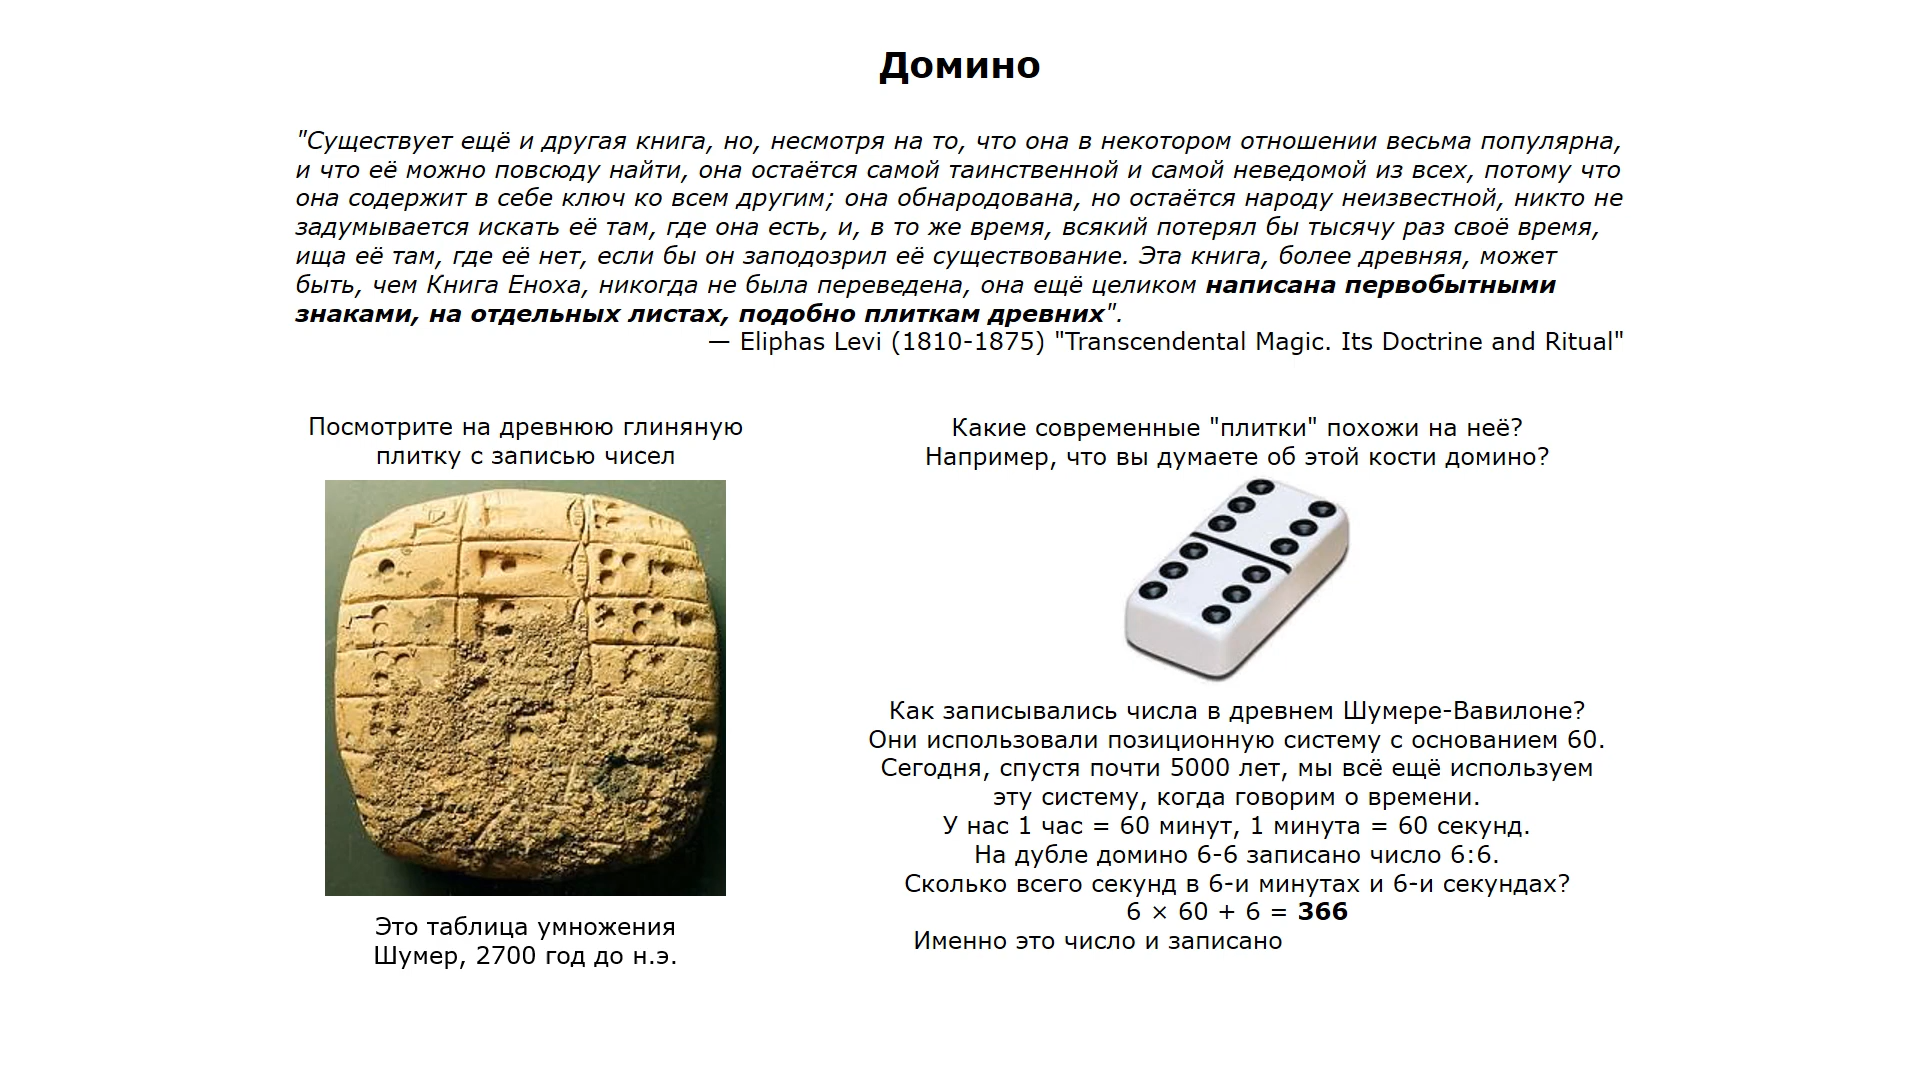 Домино
"Существует ещё и другая книга, но, несмотря на то, что она в некотором отношении весьма популярна,
и что её можно повсюду найти, она остаётся самой таинственной и самой неведомой из всех, потому что
она содержит в себе ключ ко всем другим; она обнародована, но остаётся народу неизвестной, никто не
задумывается искать её там, где она есть, и, в то же время, всякий потерял бы тысячу раз своё время,
ища её там, где её нет, если бы он заподозрил её существование. Эта книга, более древняя, может
быть, чем Книга Еноха, никогда не была переведена, она ещё целиком написана первобытными
знаками, на отдельных листах, подобно плиткам древних".
— Eliphas Levi (1810-1875) "Transcendental Magic. Its Doctrine and Ritual"
Посмотрите на древнюю глиняную
плитку с записью чисел
Это таблица умножения
Шумер, 2700 год до н.э.
Какие современные "плитки" похожи на неё?
Например, что вы думаете об этой кости домино?
Как записывались числа в древнем Шумере-Вавилоне?
Они использовали позиционную систему с основанием 60.
Сегодня, спустя почти 5000 лет, мы всё ещё используем
эту систему, когда говорим о времени.
У нас 1 час = 60 минут, 1 минута = 60 секунд.
На дубле домино 6-6 записано число 6:6.
Сколько всего секунд в 6-и минутах и 6-и секундах?
6 × 60 + 6 = 366
Именно это число и записано